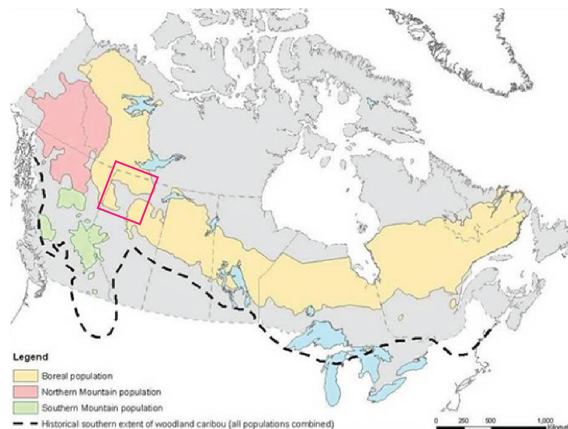 Legend
Boreal population
Northern Mountain population
Southern Mountain population
Historical southern extent of woodland caribou (all populations combined)
0 250 500 1,000